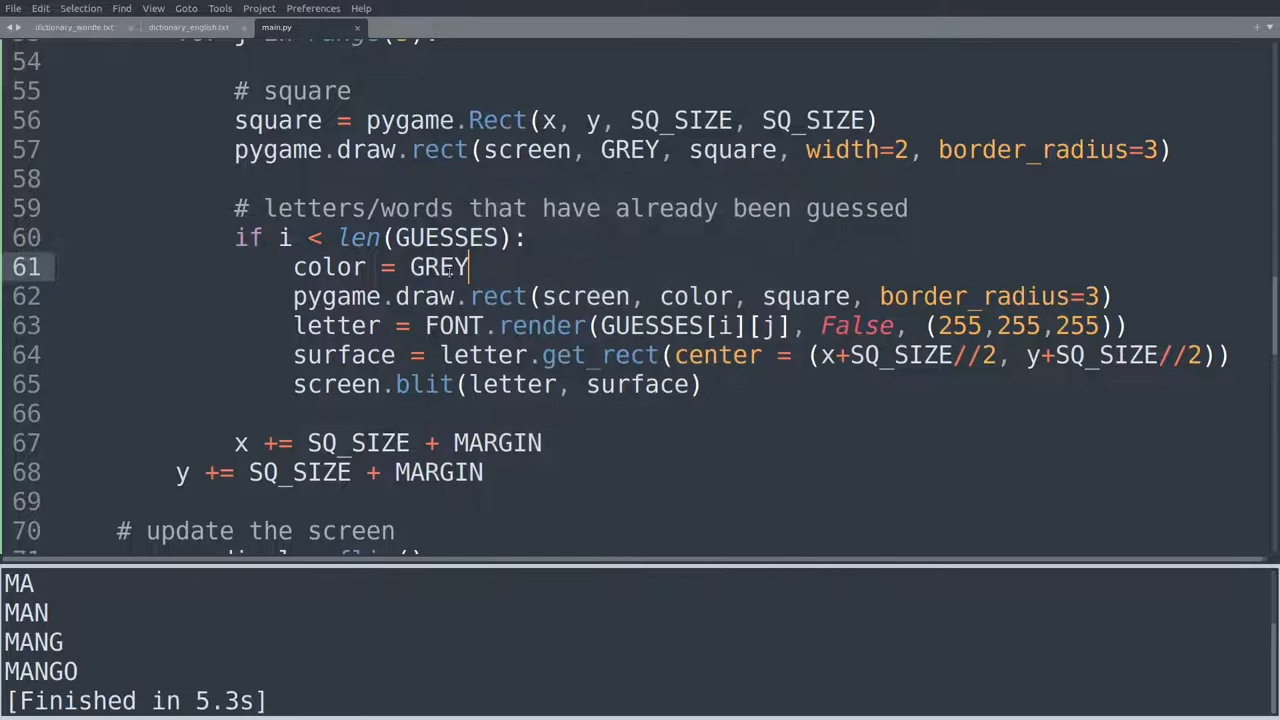 File Edit Selection Find View Goto Tools Project Preferences Help
dictionary_wordle.txt dictionary_english.txt main.py
54
55 # square
56 square = pygame.Rect(x, y, SQ_SIZE, SQ_SIZE)
57 pygame.draw.rect(screen, GREY, square, width=2, border_radius=3)
58
59 # letters/words that have already been guessed
60 if i < len(GUESSES):
61 color = GREY
62 pygame.draw.rect(screen, color, square, border_radius=3)
63 letter = FONT.render(GUESSES[i][j], False, (255,255,255))
64 surface = letter.get_rect(center = (x+SQ_SIZE//2, y+SQ_SIZE//2))
65 screen.blit(letter, surface)
66
67 x += SQ_SIZE + MARGIN
68 y += SQ_SIZE + MARGIN
69
70 # update the screen
MA
MAN
MANG
MANGO
[Finished in 5.3s]